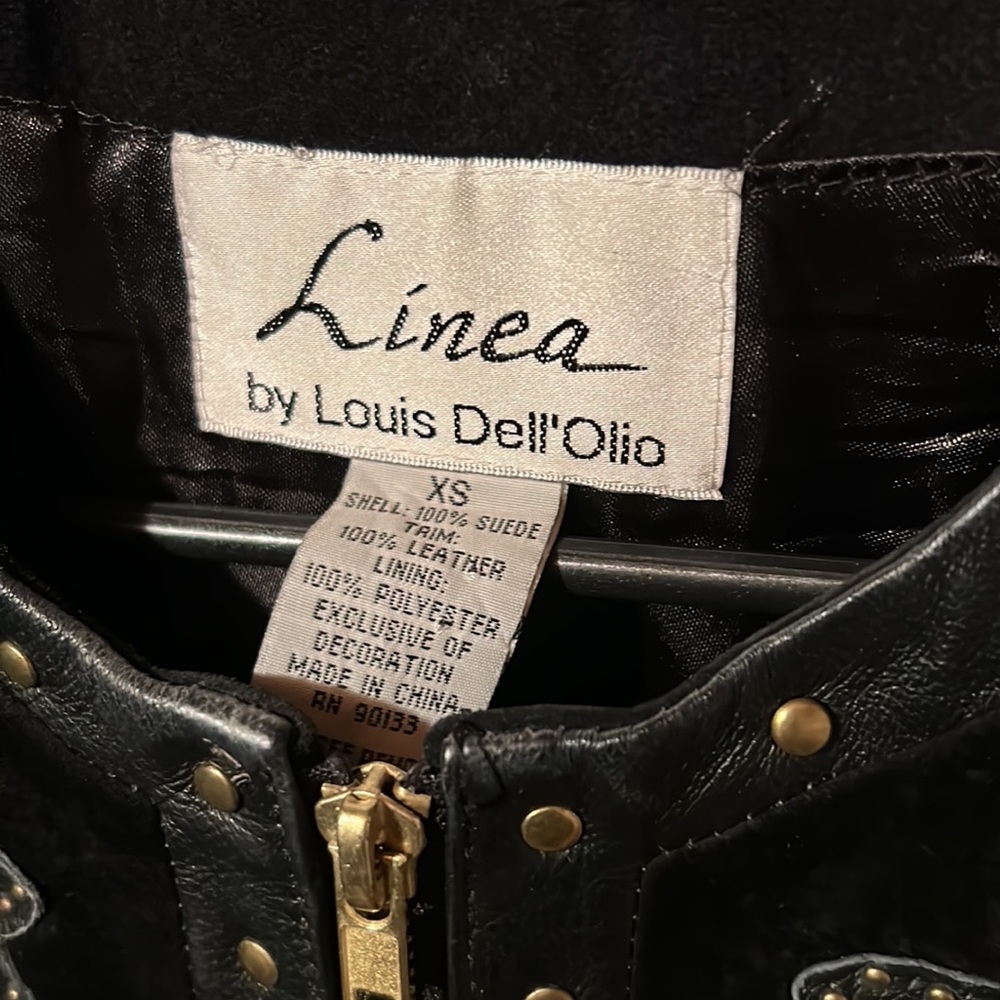 Linea
by Louis Dell'Olio
XS
SHELL: 100% SUEDE
TRIM:
100% LEATHER
LINING:
100% POLYESTER
EXCLUSIVE OF
DECORATION
MADE IN CHINA
RN 90133